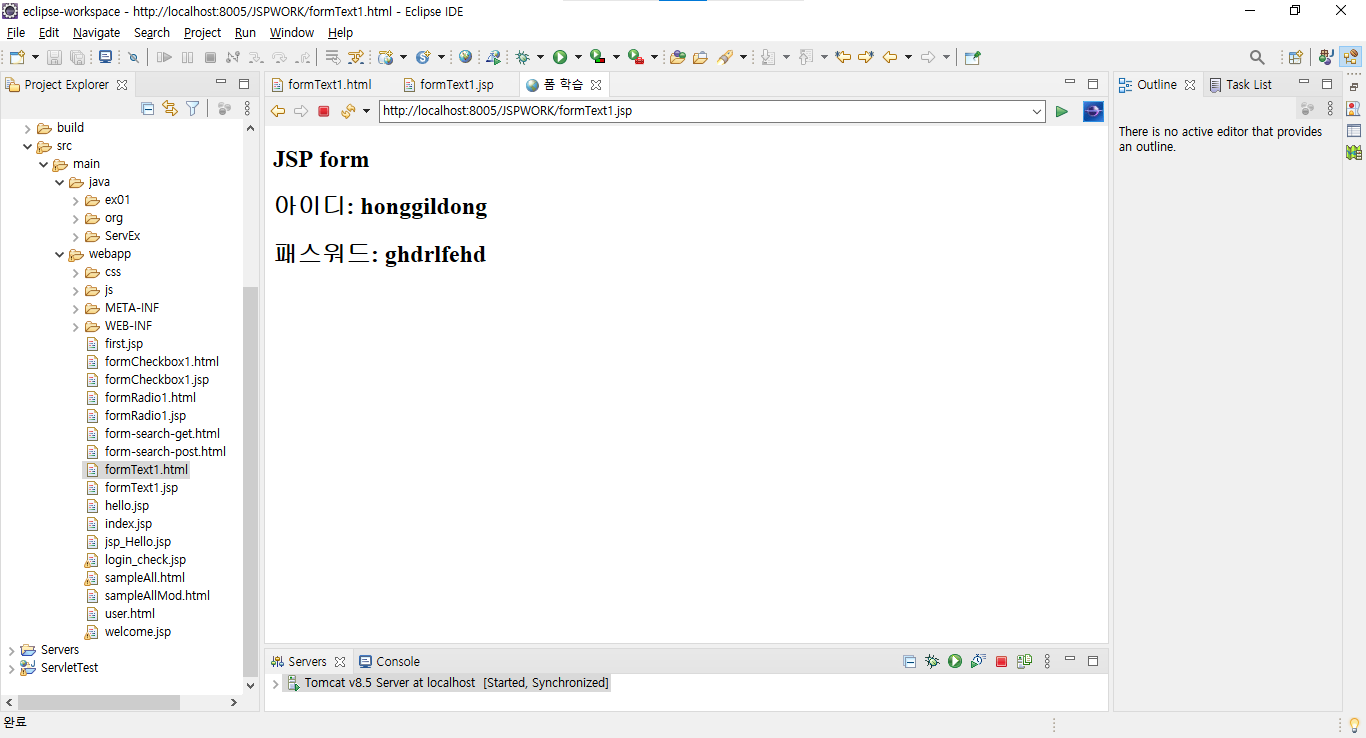 eclipse-workspace - http://localhost:8005/JSPWORK/formText1.html - Eclipse IDE
File Edit Navigate Search Project Run Window Help
Project Explorer
build
src
main
java
ex01
org
ServEx
webapp
css
js
META-INF
WEB-INF
first.jsp
formCheckbox1.html
formCheckbox1.jsp
formRadio1.html
formRadio1.jsp
form-search-get.html
form-search-post.html
formText1.html
formText1.jsp
hello.jsp
index.jsp
jsp_Hello.jsp
login_check.jsp
sampleAll.html
sampleAllMod.html
user.html
welcome.jsp
Servers
ServletTest
formText1.html formText1.jsp 폼 학습
http://localhost:8005/JSPWORK/formText1.jsp
JSP form
아이디: honggildong
패스워드: ghdrlfehd
Servers Console
Tomcat v8.5 Server at localhost [Started, Synchronized]
Outline Task List
There is no active editor that provides
an outline.
완료